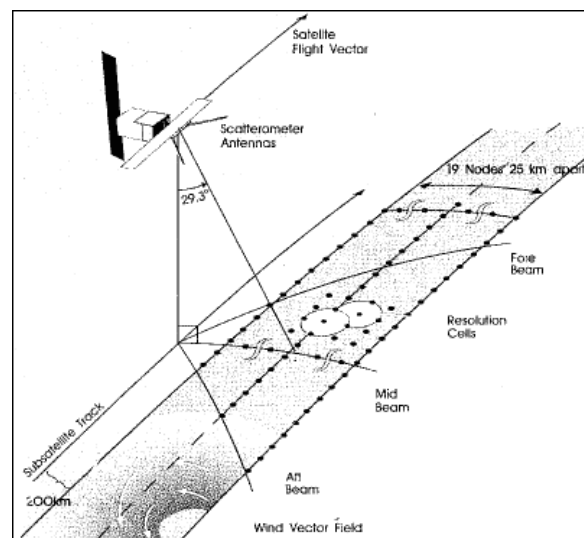 Satellite
Flight Vector
Scatterometer
Antennas
29.3°
19 Nodes 25 km apart
Fore
Beam
Resolution
Cells
Mid
Beam
Subsatellite Track
200km
Aft
Beam
Wind Vector Field